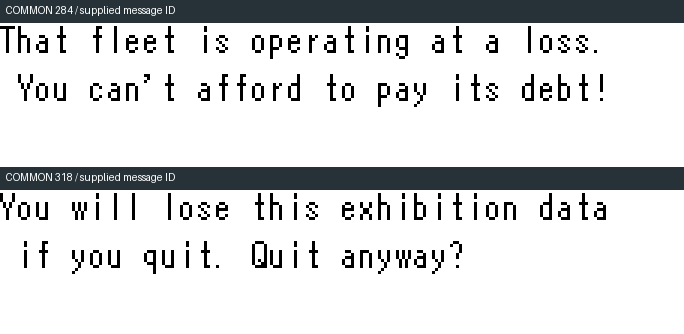 COMMON 284 / supplied message ID
That fleet is operating at a loss.
You can't afford to pay its debt!
COMMON 318 / supplied message ID
You will lose this exhibition data
if you quit. Quit anyway?